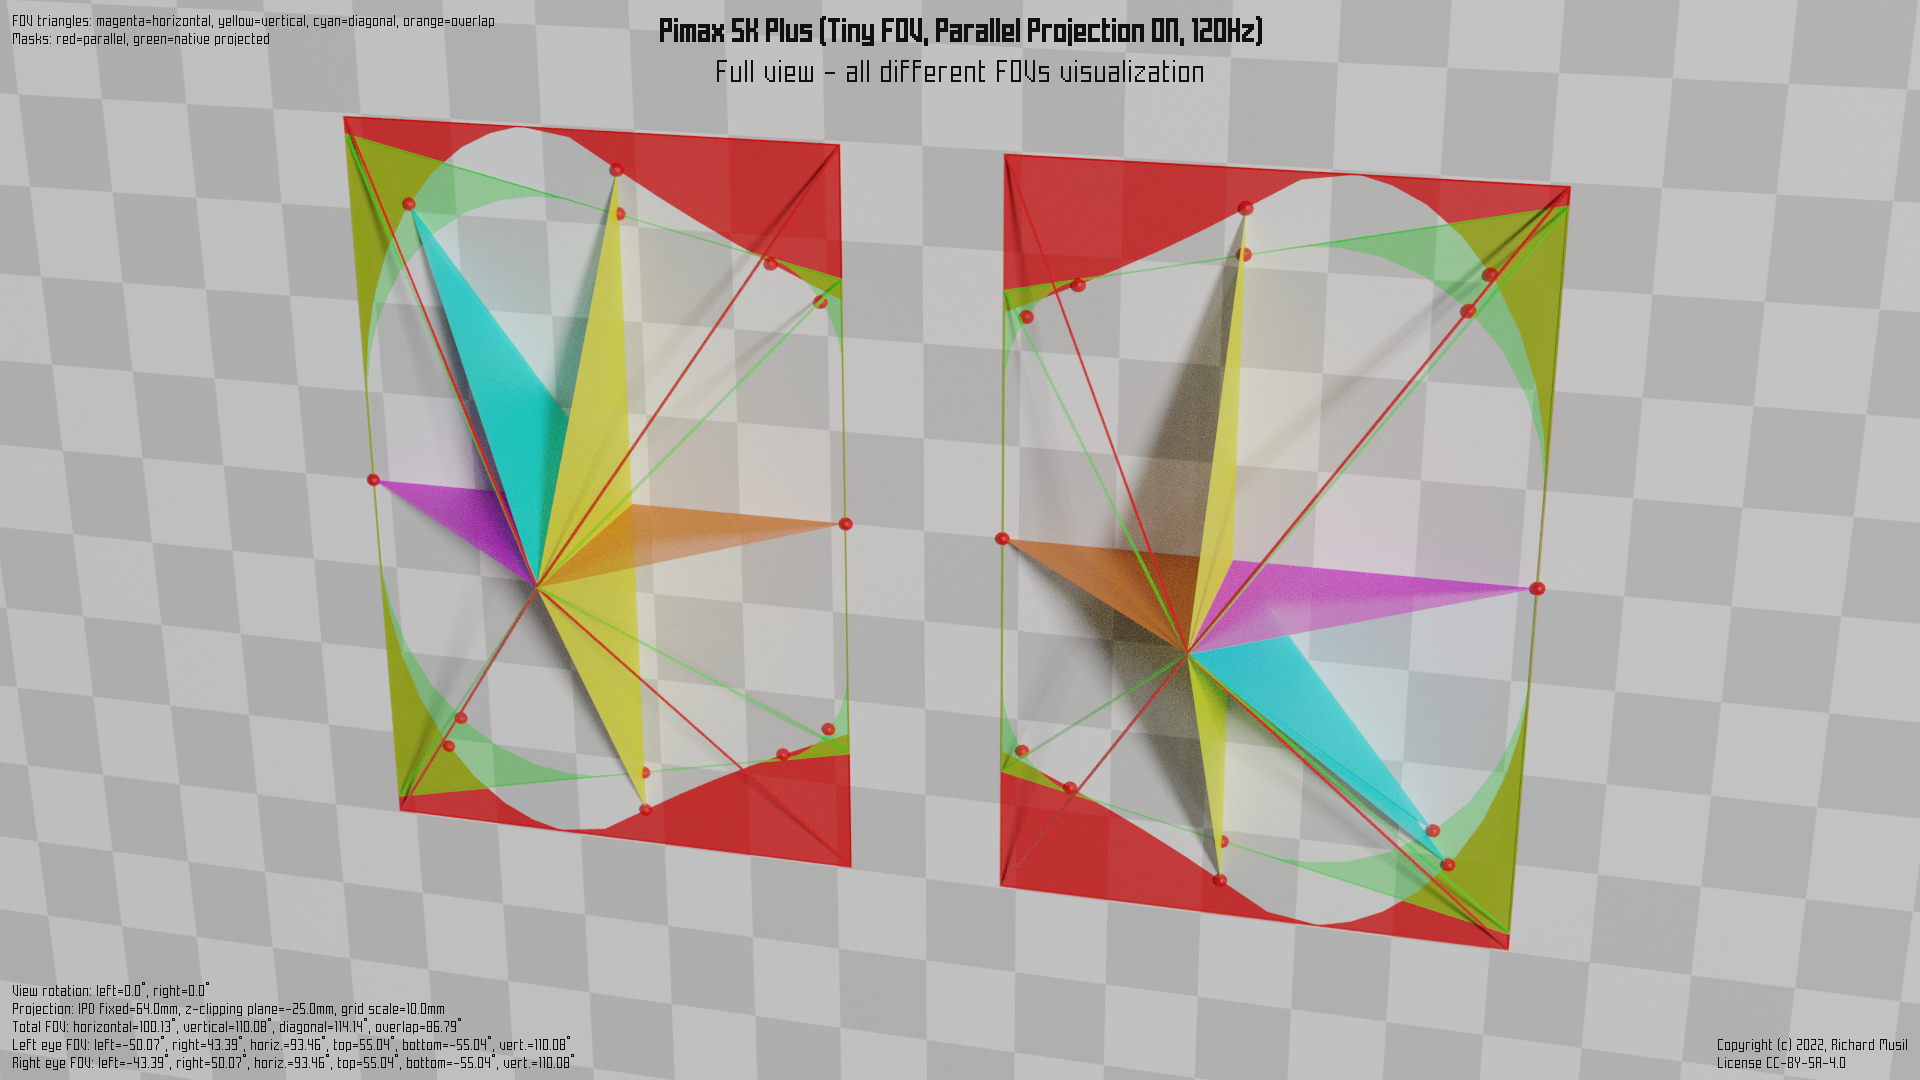 FOV triangles: magenta=horizontal, yellow=vertical, cyan=diagonal, orange=overlap
Masks: red=parallel, green=native projected
Pimax 5K Plus (Tiny FOV, Parallel Projection ON, 120Hz)
Full view - all different FOVs visualization
View rotation: left=0.0°, right=0.0°
Projection: IPD fixed=64.0mm, z-clipping plane=-25.0mm, grid scale=10.0mm
Total FOV: horizontal=100.13°, vertical=110.08°, diagonal=114.14°, overlap=86.79°
Left eye FOV: left=-50.07°, right=43.39°, horiz.=93.46°, top=55.04°, bottom=-55.04°, vert.=110.08°
Right eye FOV: left=-43.39°, right=50.07°, horiz.=93.46°, top=55.04°, bottom=-55.04°, vert.=110.08°
Copyright (c) 2022, Richard Musil
License CC-BY-SA-4.0